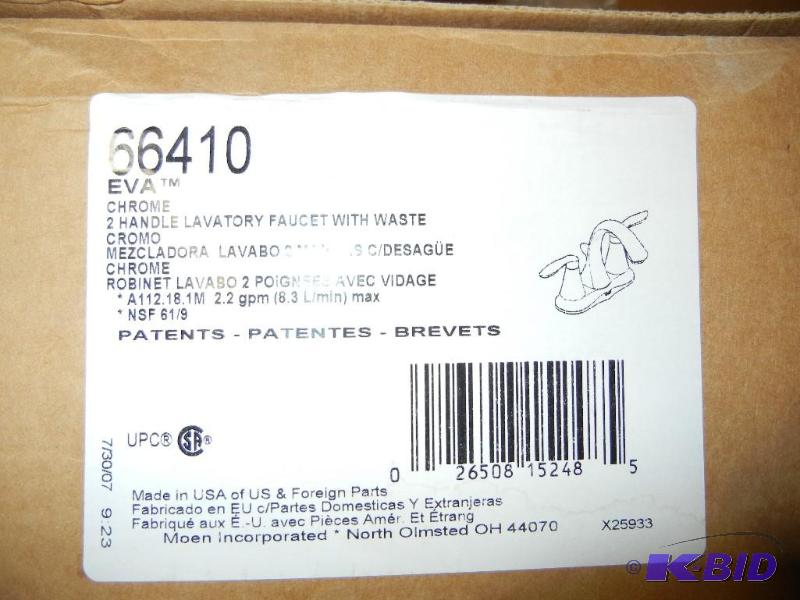 66410
EVA™
CHROME
2 HANDLE LAVATORY FAUCET WITH WASTE
CROMO
MEZCLADORA LAVABO 2 C/DESAGÜE
CHROME
ROBINET LAVABO 2 POIGNEES AVEC VIDAGE
* A112.18.1M 2.2 gpm (8.3 L/min) max
* NSF 61/9
PATENTS - PATENTES - BREVETS
UPC® SA®
0 26508 15248 5
7/30/07 9:23
Made in USA of US & Foreign Parts
Fabricado en EU c/Partes Domesticas Y Extranjeras
Fabriqué aux É.-U. avec Pièces Amér. Et Étrang
Moen Incorporated * North Olmsted OH 44070
X25933
© K-BID